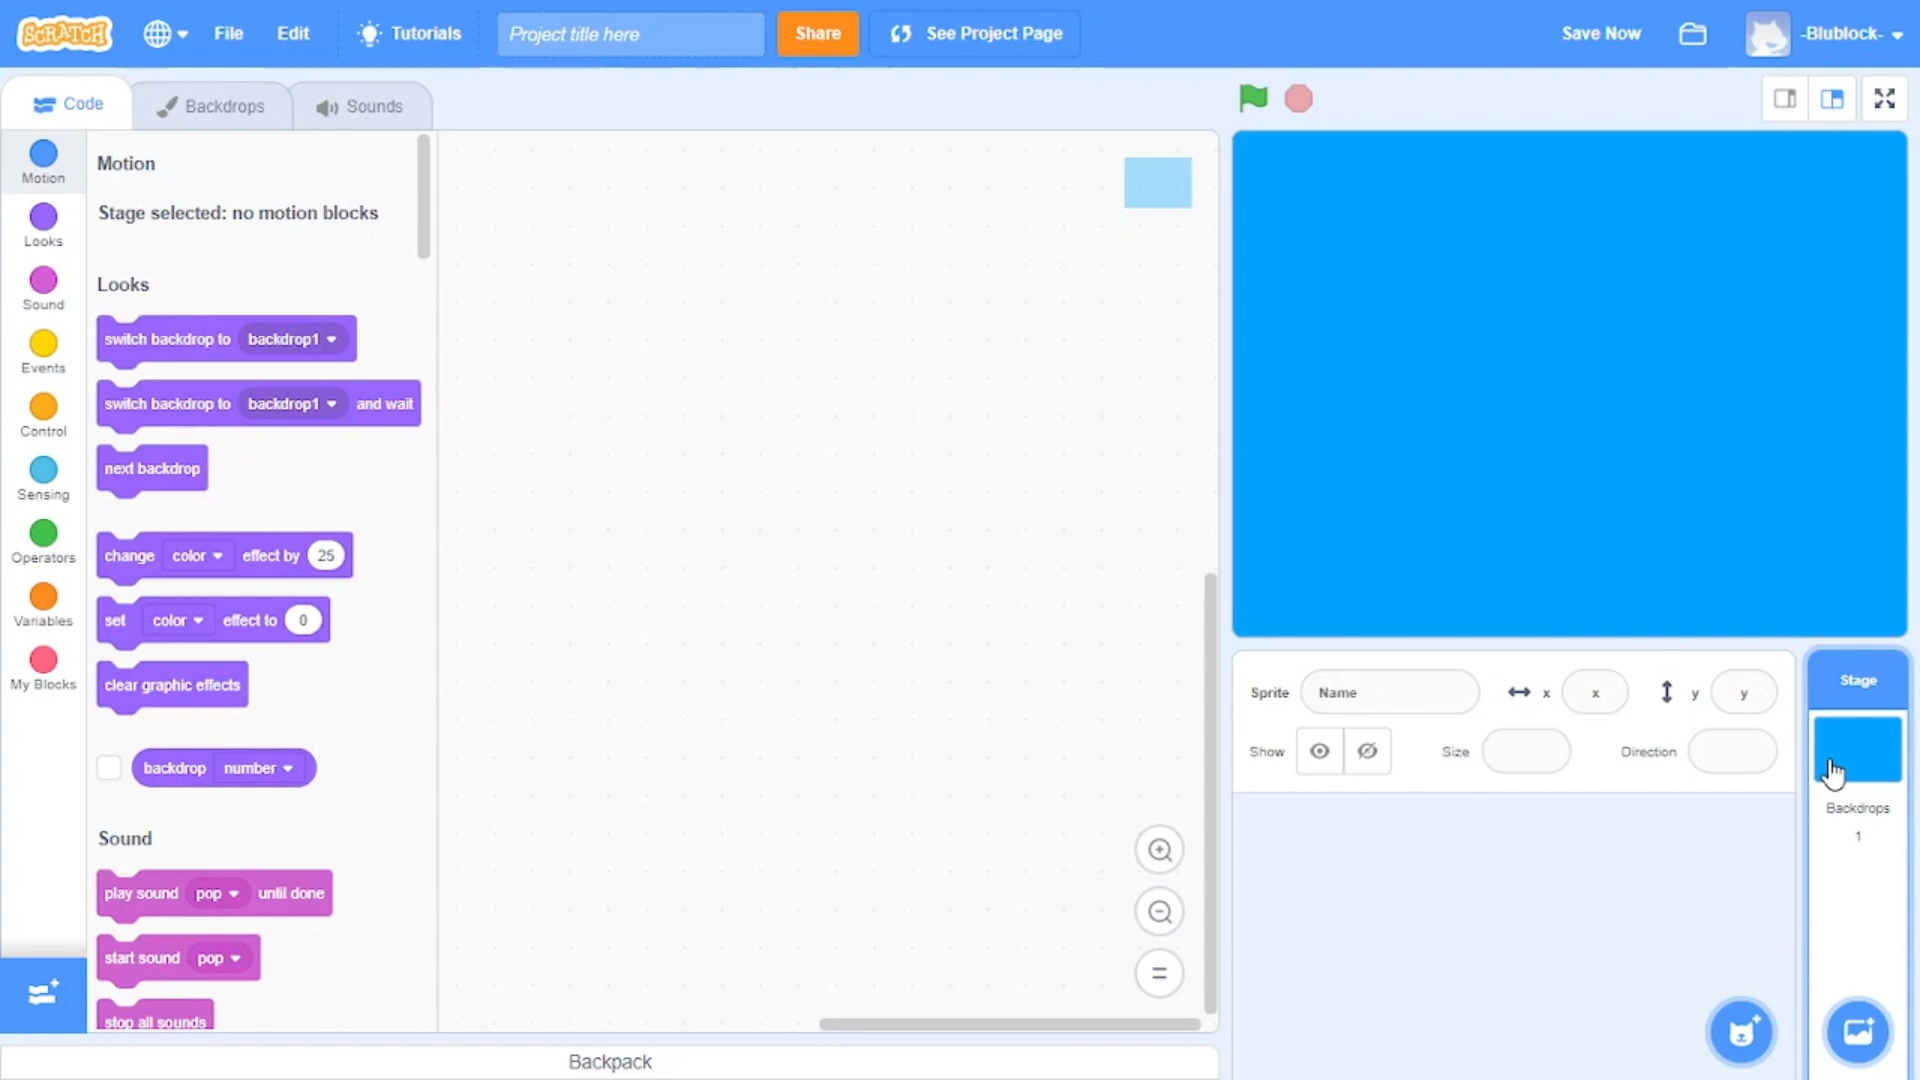 SCRATCH File Edit Tutorials Project title here Share See Project Page Save Now -Blublock-
Code Backdrops Sounds
Motion
Looks
Sound
Events
Control
Sensing
Operators
Variables
My Blocks
Motion
Stage selected: no motion blocks
Looks
switch backdrop to backdrop1
switch backdrop to backdrop1 and wait
next backdrop
change color effect by 25
set color effect to 0
clear graphic effects
backdrop number
Sound
play sound pop until done
start sound pop
stop all sounds
Sprite Name x x y y
Show Size Direction
Stage
Backdrops
1
Backpack